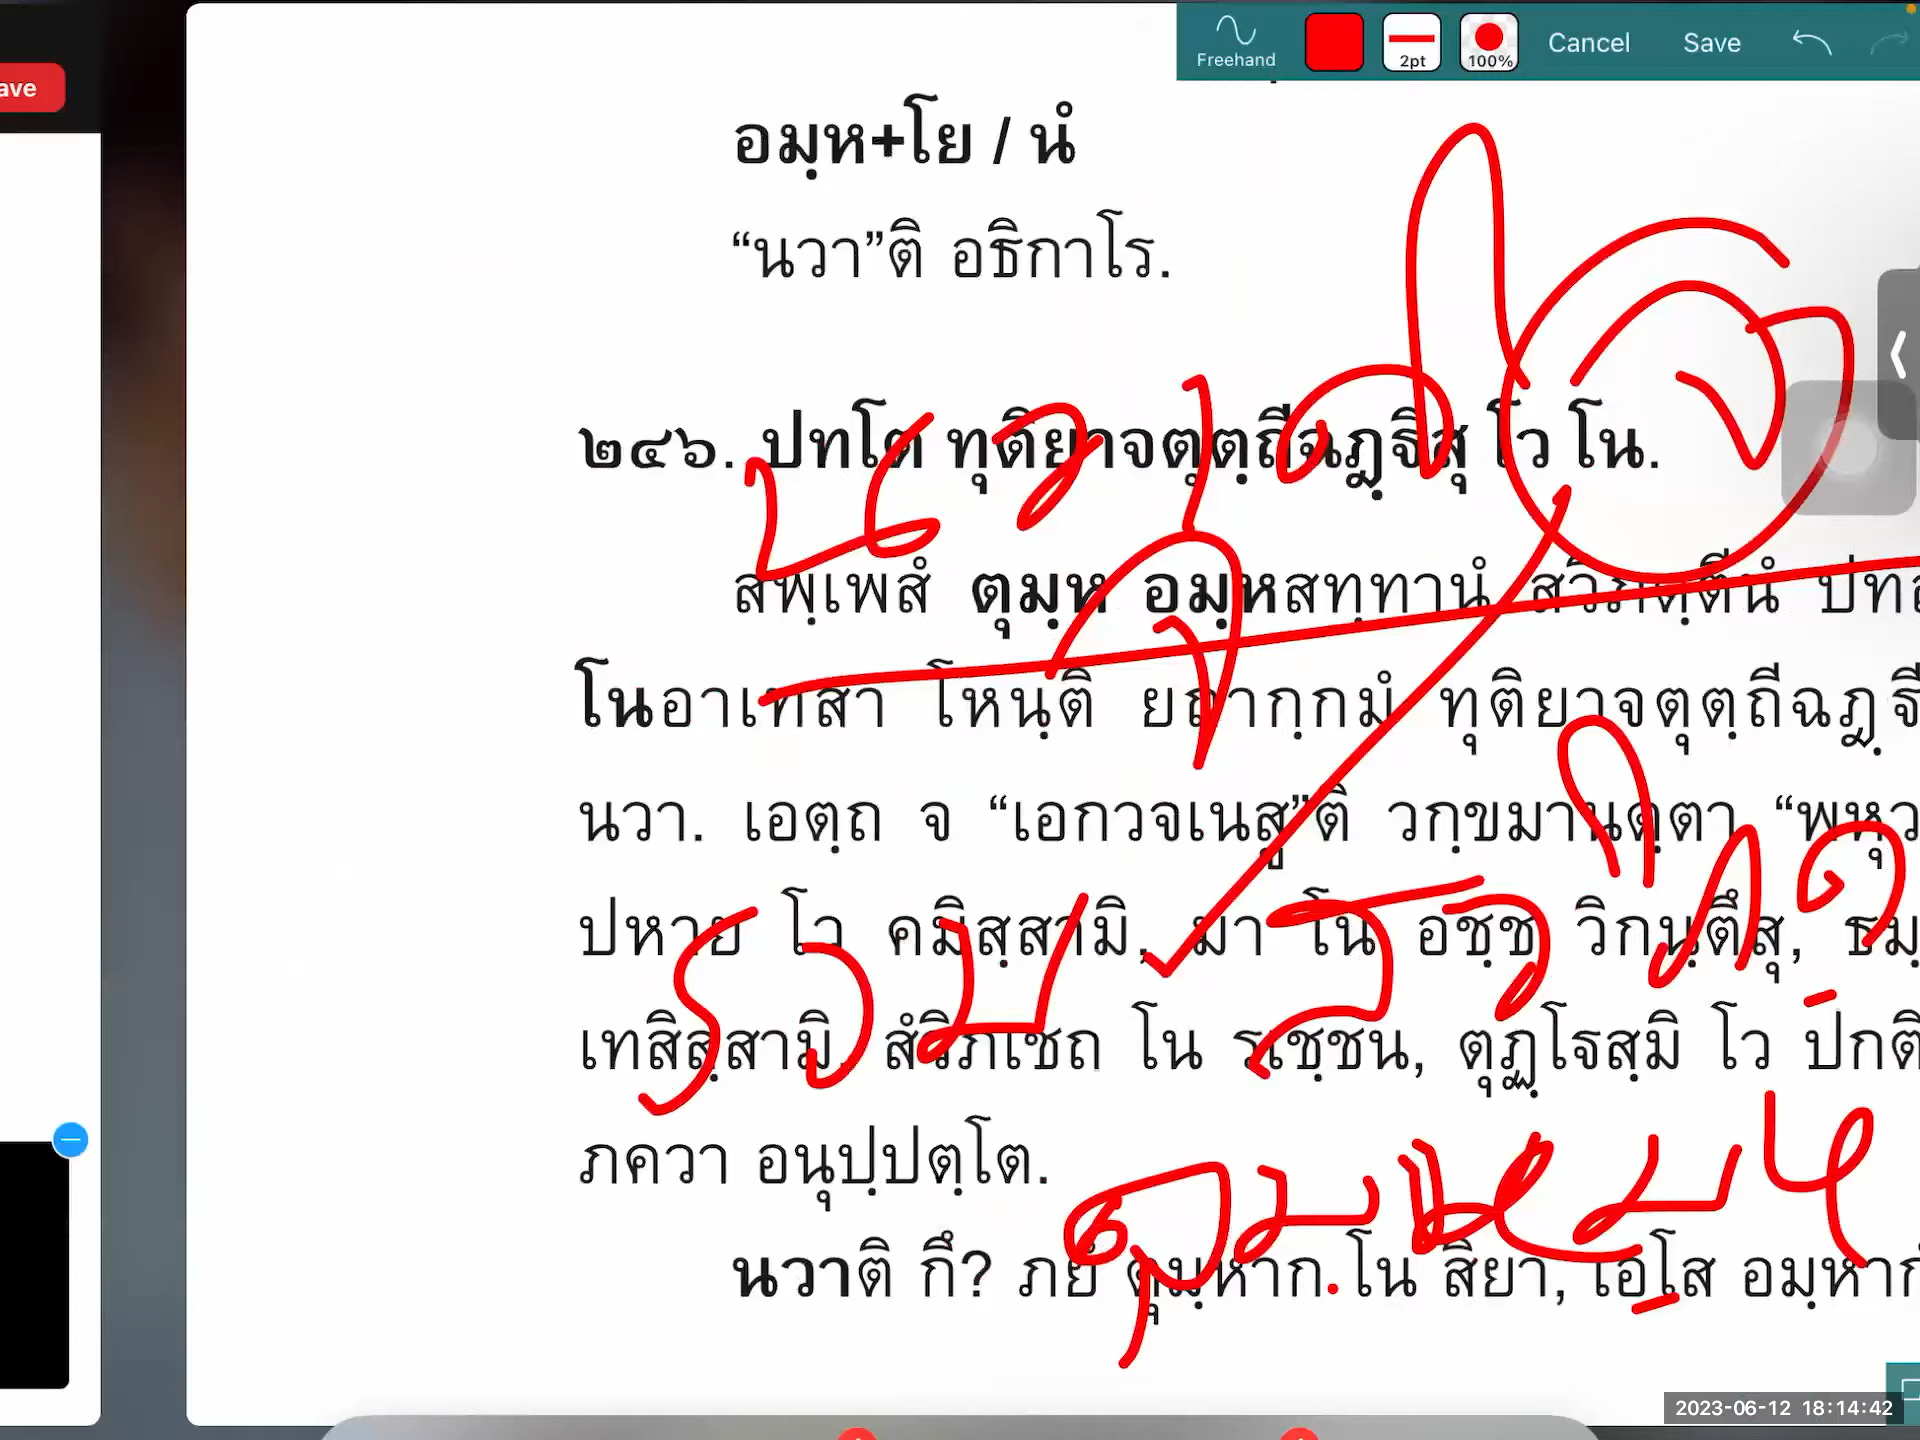 ave
Freehand
2pt
100%
Cancel
Save
อมฺห+โย / นํ
“นวา”ติ อธิกาโร.
๒๔๖. ปทโต ทุติยาจตุตฺถีฉฏฺฐิสุ โว โน.
สพฺเพสํ ตุมฺห อมฺหสทฺทานํ สวิภตฺตีนํ
โนอาเทสา โหนฺติ ยถากฺกมํ ทุติยาจตุตฺถีฉฏฺฐี
นวา. เอตฺถ จ “เอกวจเนสู”ติ วกฺขมานตฺตา “พหุว
ปหาย โว คมิสฺสามิ, มา โน อชฺช วิกนฺตึสุ, ธมฺ
เทสิสฺสามิ, สํวิภเชถ โน รเชฺชน, ตุฏฺโฐสฺมิ โว ปกติ
ภควา อนุปฺปตฺโต.
นวาติ กึ? ภยํ ตุมฺหากํ โน สิยา, เอโส อมฺหาก
2023-06-12 18:14:42